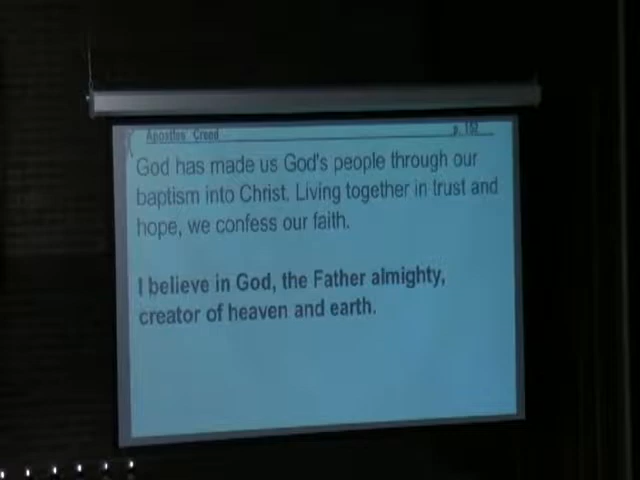 Apostles' Creed p. 162
God has made us God's people through our
baptism into Christ. Living together in trust and
hope, we confess our faith.
I believe in God, the Father almighty,
creator of heaven and earth.